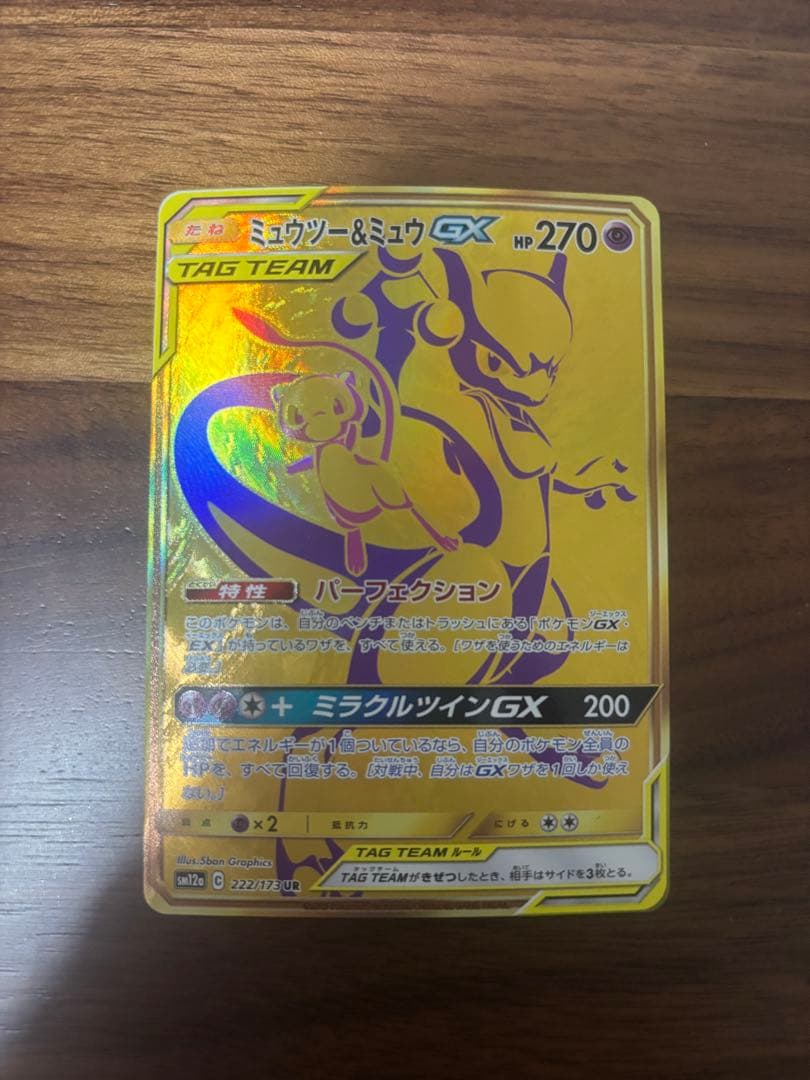 たね ミュウツー&ミュウGX HP270
TAG TEAM
特性 パーフェクション
このポケモンは、自分のベンチまたはトラッシュにある「ポケモンGX・
EX」が持っているワザを、すべて使える。[ワザを使うためのエネルギーは
必要。]
+ ミラクルツインGX 200
追加でエネルギーが1個ついているなら、自分のポケモン全員の
HPを、すべて回復する。[対戦中、自分はGXワザを1回しか使え
ない。]
弱点 ×2 抵抗力 にげる
Illus.5ban Graphics
TAG TEAM ルール
TAG TEAMがきぜつしたとき、相手はサイドを3枚とる。
sm12a C 222/173 UR